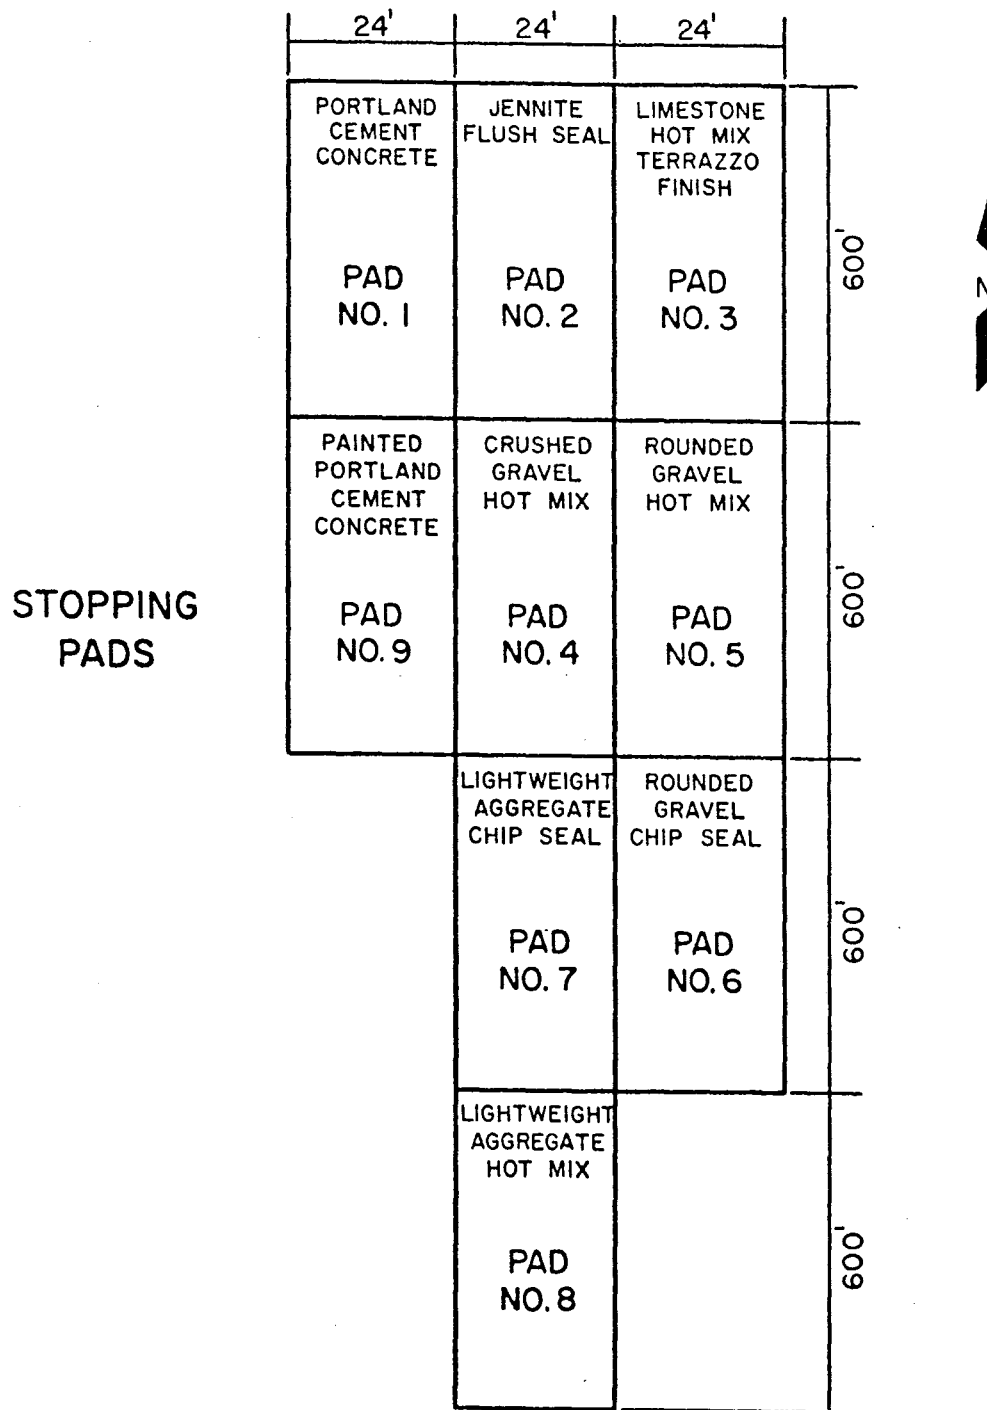 24'
24'
24'
PORTLAND
CEMENT
CONCRETE
PAD
NO. 1
JENNITE
FLUSH SEAL
PAD
NO. 2
LIMESTONE
HOT MIX
TERRAZZO
FINISH
PAD
NO. 3
600'
N
PAINTED
PORTLAND
CEMENT
CONCRETE
PAD
NO. 9
CRUSHED
GRAVEL
HOT MIX
PAD
NO. 4
ROUNDED
GRAVEL
HOT MIX
PAD
NO. 5
600'
STOPPING
PADS
LIGHTWEIGHT
AGGREGATE
CHIP SEAL
PAD
NO. 7
ROUNDED
GRAVEL
CHIP SEAL
PAD
NO. 6
600'
LIGHTWEIGHT
AGGREGATE
HOT MIX
PAD
NO. 8
600'